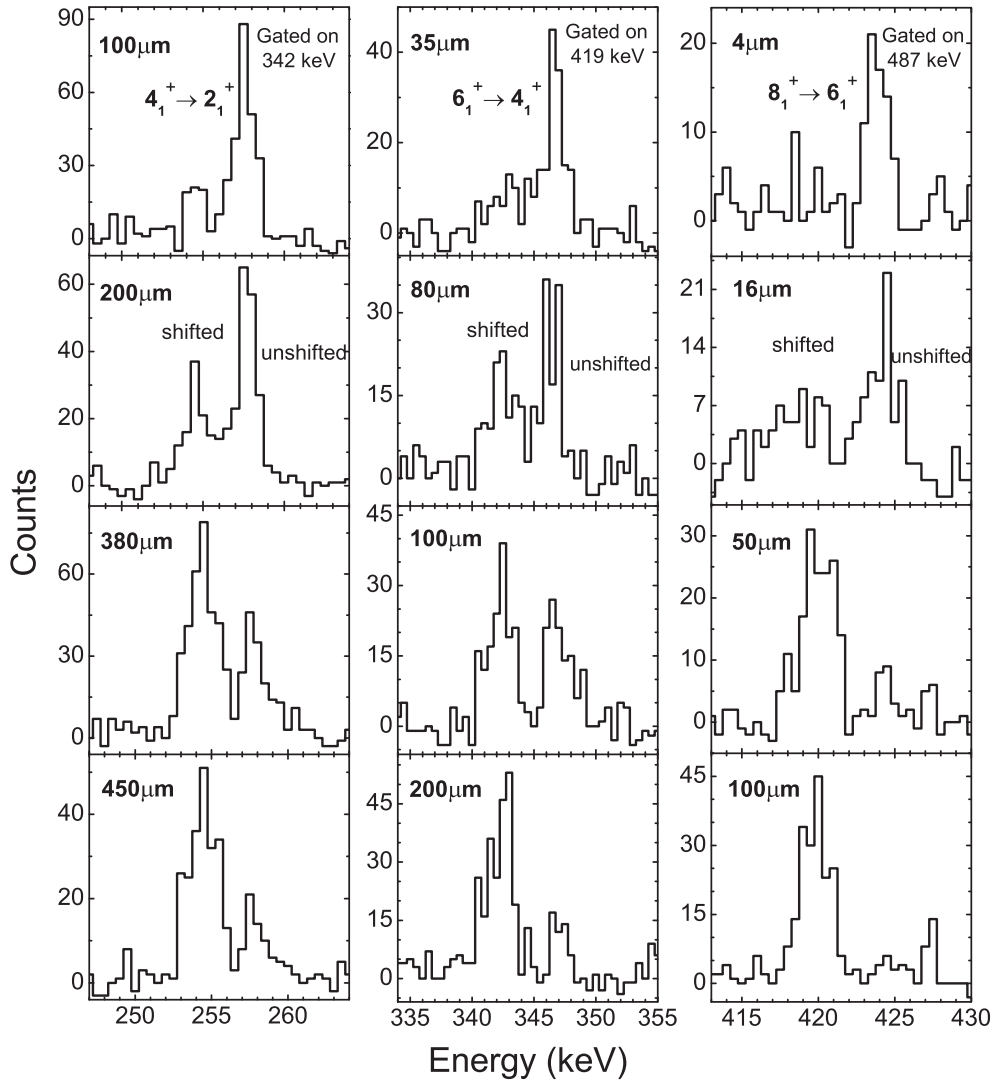 Counts
90
60
30
0
100μm
Gated on
342 keV
4₁⁺→2₁⁺
40
20
0
35μm
Gated on
419 keV
6₁⁺→4₁⁺
20
10
0
4μm
Gated on
487 keV
8₁⁺→6₁⁺
60
40
20
0
200μm
shifted
unshifted
30
15
0
80μm
shifted
unshifted
21
14
7
0
16μm
shifted
unshifted
60
30
0
380μm
45
30
15
0
100μm
30
20
10
0
50μm
40
20
0
450μm
45
30
15
0
200μm
45
30
15
0
100μm
250 255 260
335 340 345 350 355
415 420 425 430
Energy (keV)